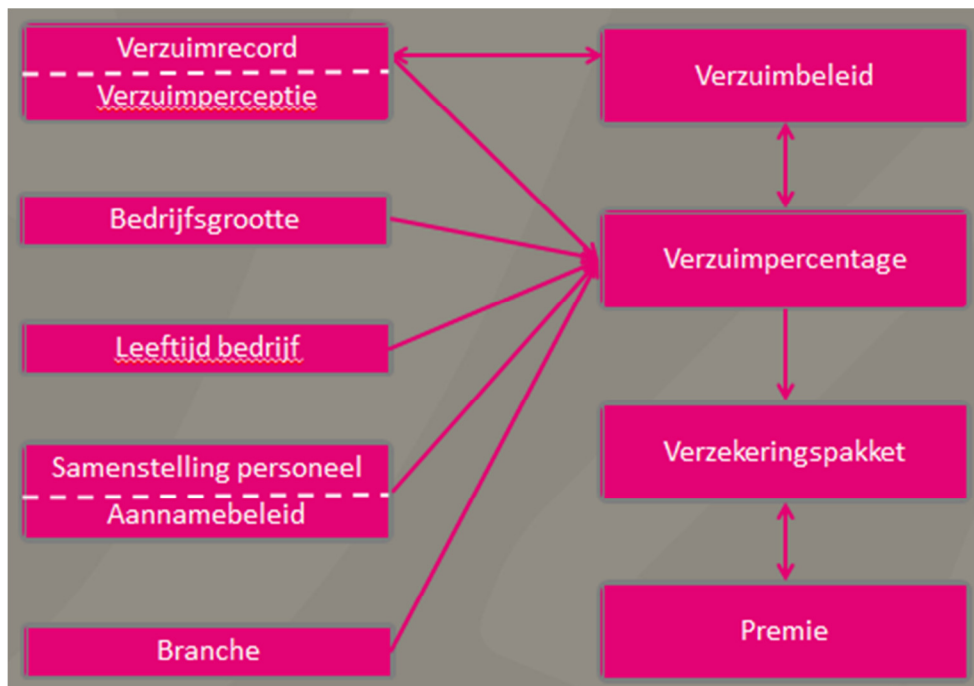 Verzuimrecord
Verzuimperceptie
Bedrijfsgrootte
Leeftijd bedrijf
Samenstelling personeel
Aannamebeleid
Branche
Verzuimbeleid
Verzuimpercentage
Verzekeringspakket
Premie